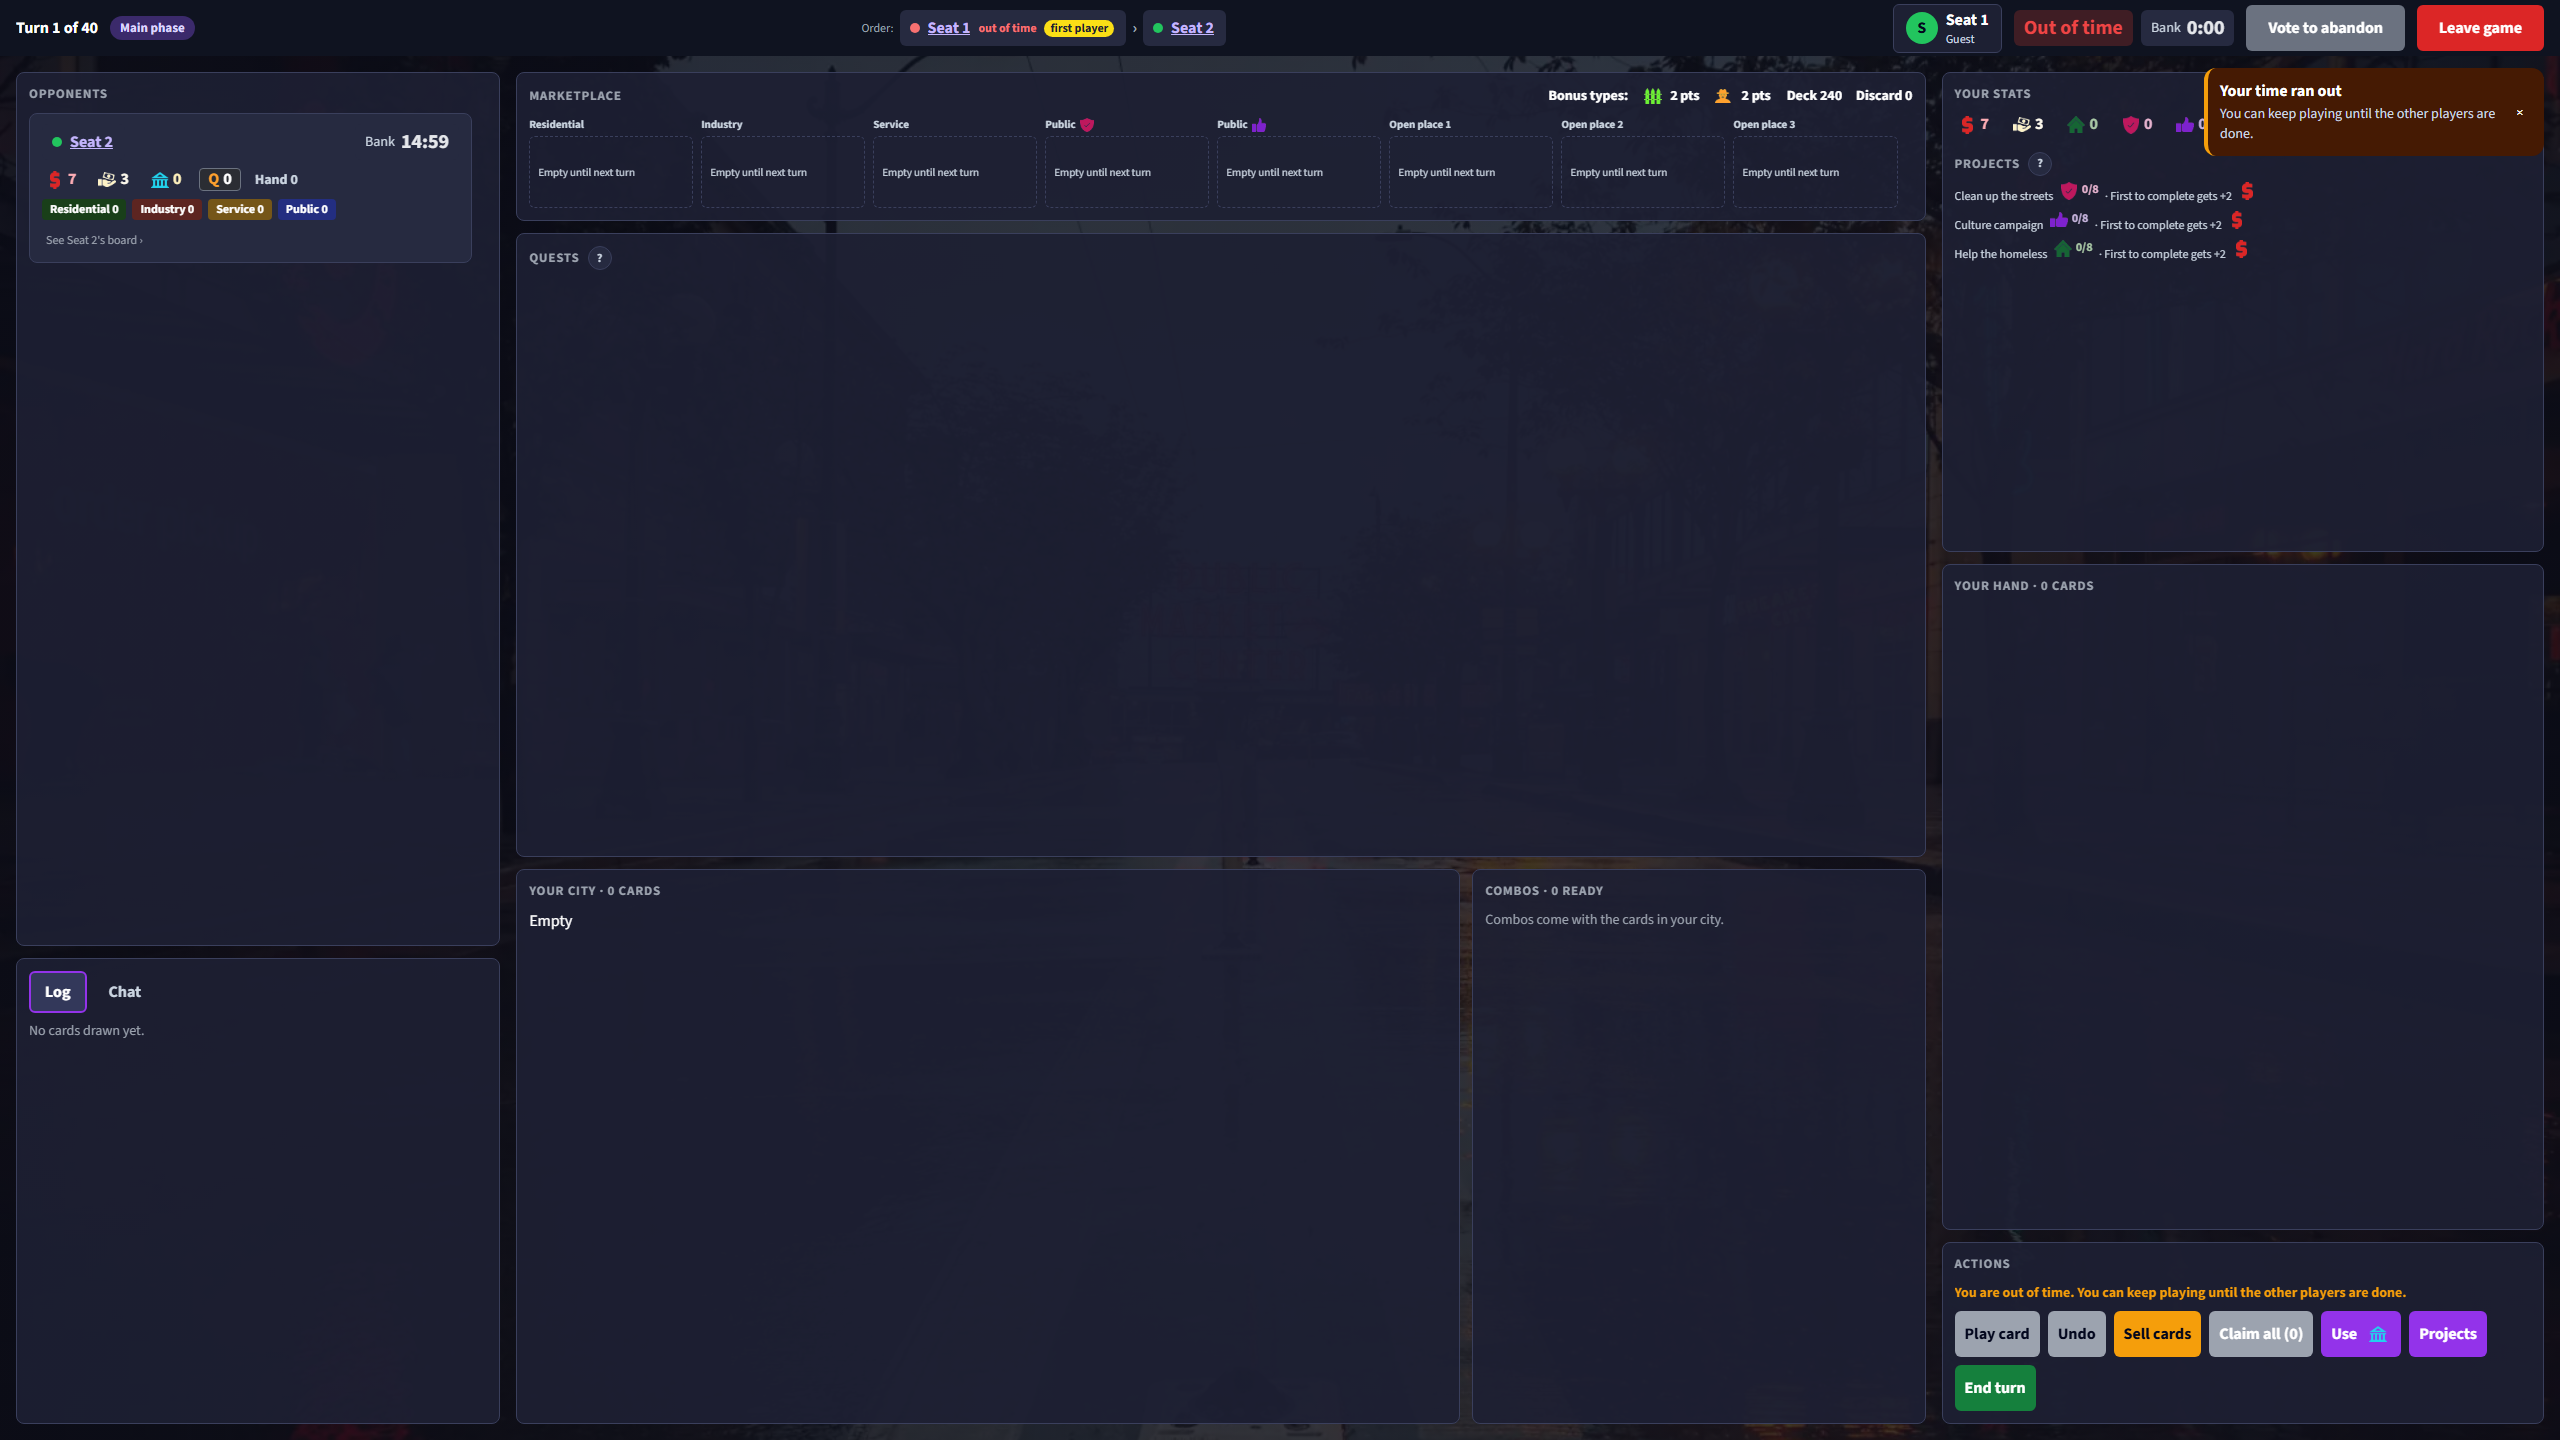 Turn 1 of 40 Main phase
Order: Seat 1 out of time first player › Seat 2
S Seat 1 Guest
Out of time
Bank 0:00
Vote to abandon
Leave game
OPPONENTS
Seat 2 Bank 14:59
7 3 0 Q 0 Hand 0
Residential 0 Industry 0 Service 0 Public 0
See Seat 2's board ›
MARKETPLACE
Bonus types: 2 pts 2 pts Deck 240 Discard 0
Residential Industry Service Public Public Open place 1 Open place 2 Open place 3
Empty until next turn Empty until next turn Empty until next turn Empty until next turn Empty until next turn Empty until next turn Empty until next turn Empty until next turn
QUESTS ?
YOUR STATS
7 3 0 0 0
Your time ran out
You can keep playing until the other players are
done.
×
PROJECTS ?
Clean up the streets 0/8 · First to complete gets +2
Culture campaign 0/8 · First to complete gets +2
Help the homeless 0/8 · First to complete gets +2
YOUR HAND · 0 CARDS
YOUR CITY · 0 CARDS
Empty
COMBOS · 0 READY
Combos come with the cards in your city.
Log Chat
No cards drawn yet.
ACTIONS
You are out of time. You can keep playing until the other players are done.
Play card Undo Sell cards Claim all (0) Use Projects
End turn